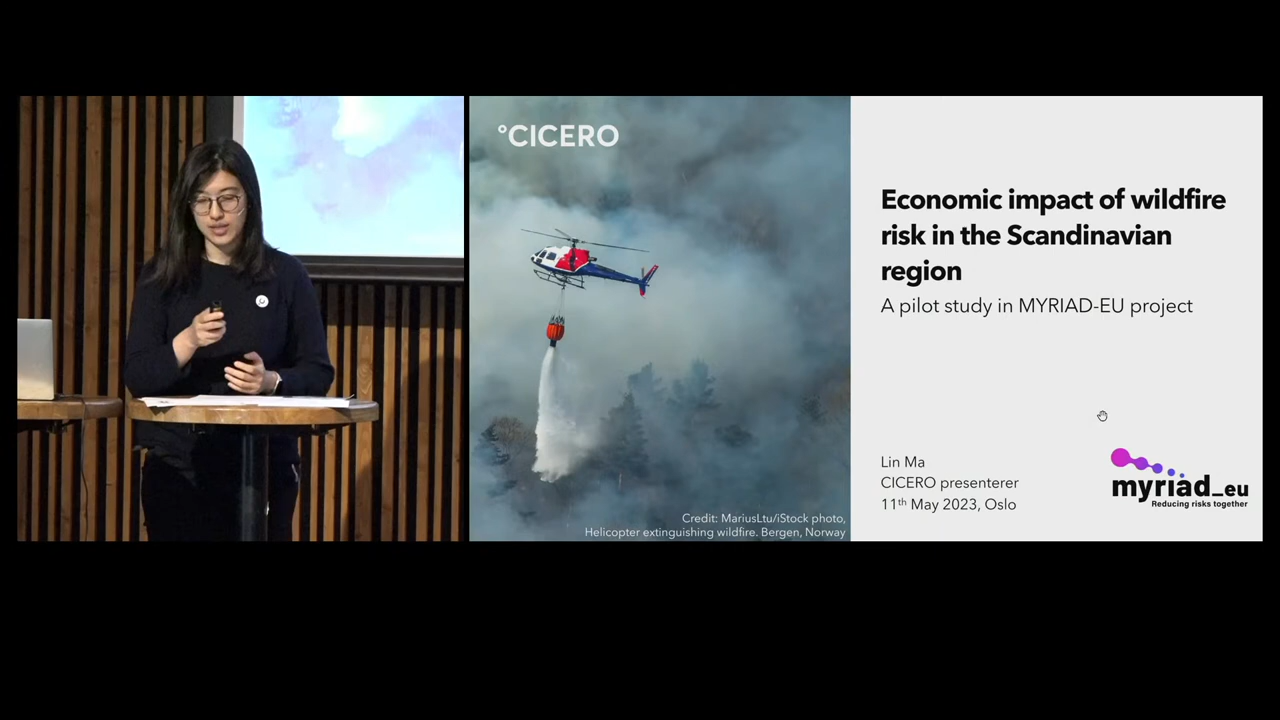 °CICERO
Economic impact of wildfire
risk in the Scandinavian
region
A pilot study in MYRIAD-EU project
Lin Ma
CICERO presenterer
11th May 2023, Oslo
myriad_eu
Reducing risks together
Credit: MariusLtu/iStock photo,
Helicopter extinguishing wildfire. Bergen, Norway